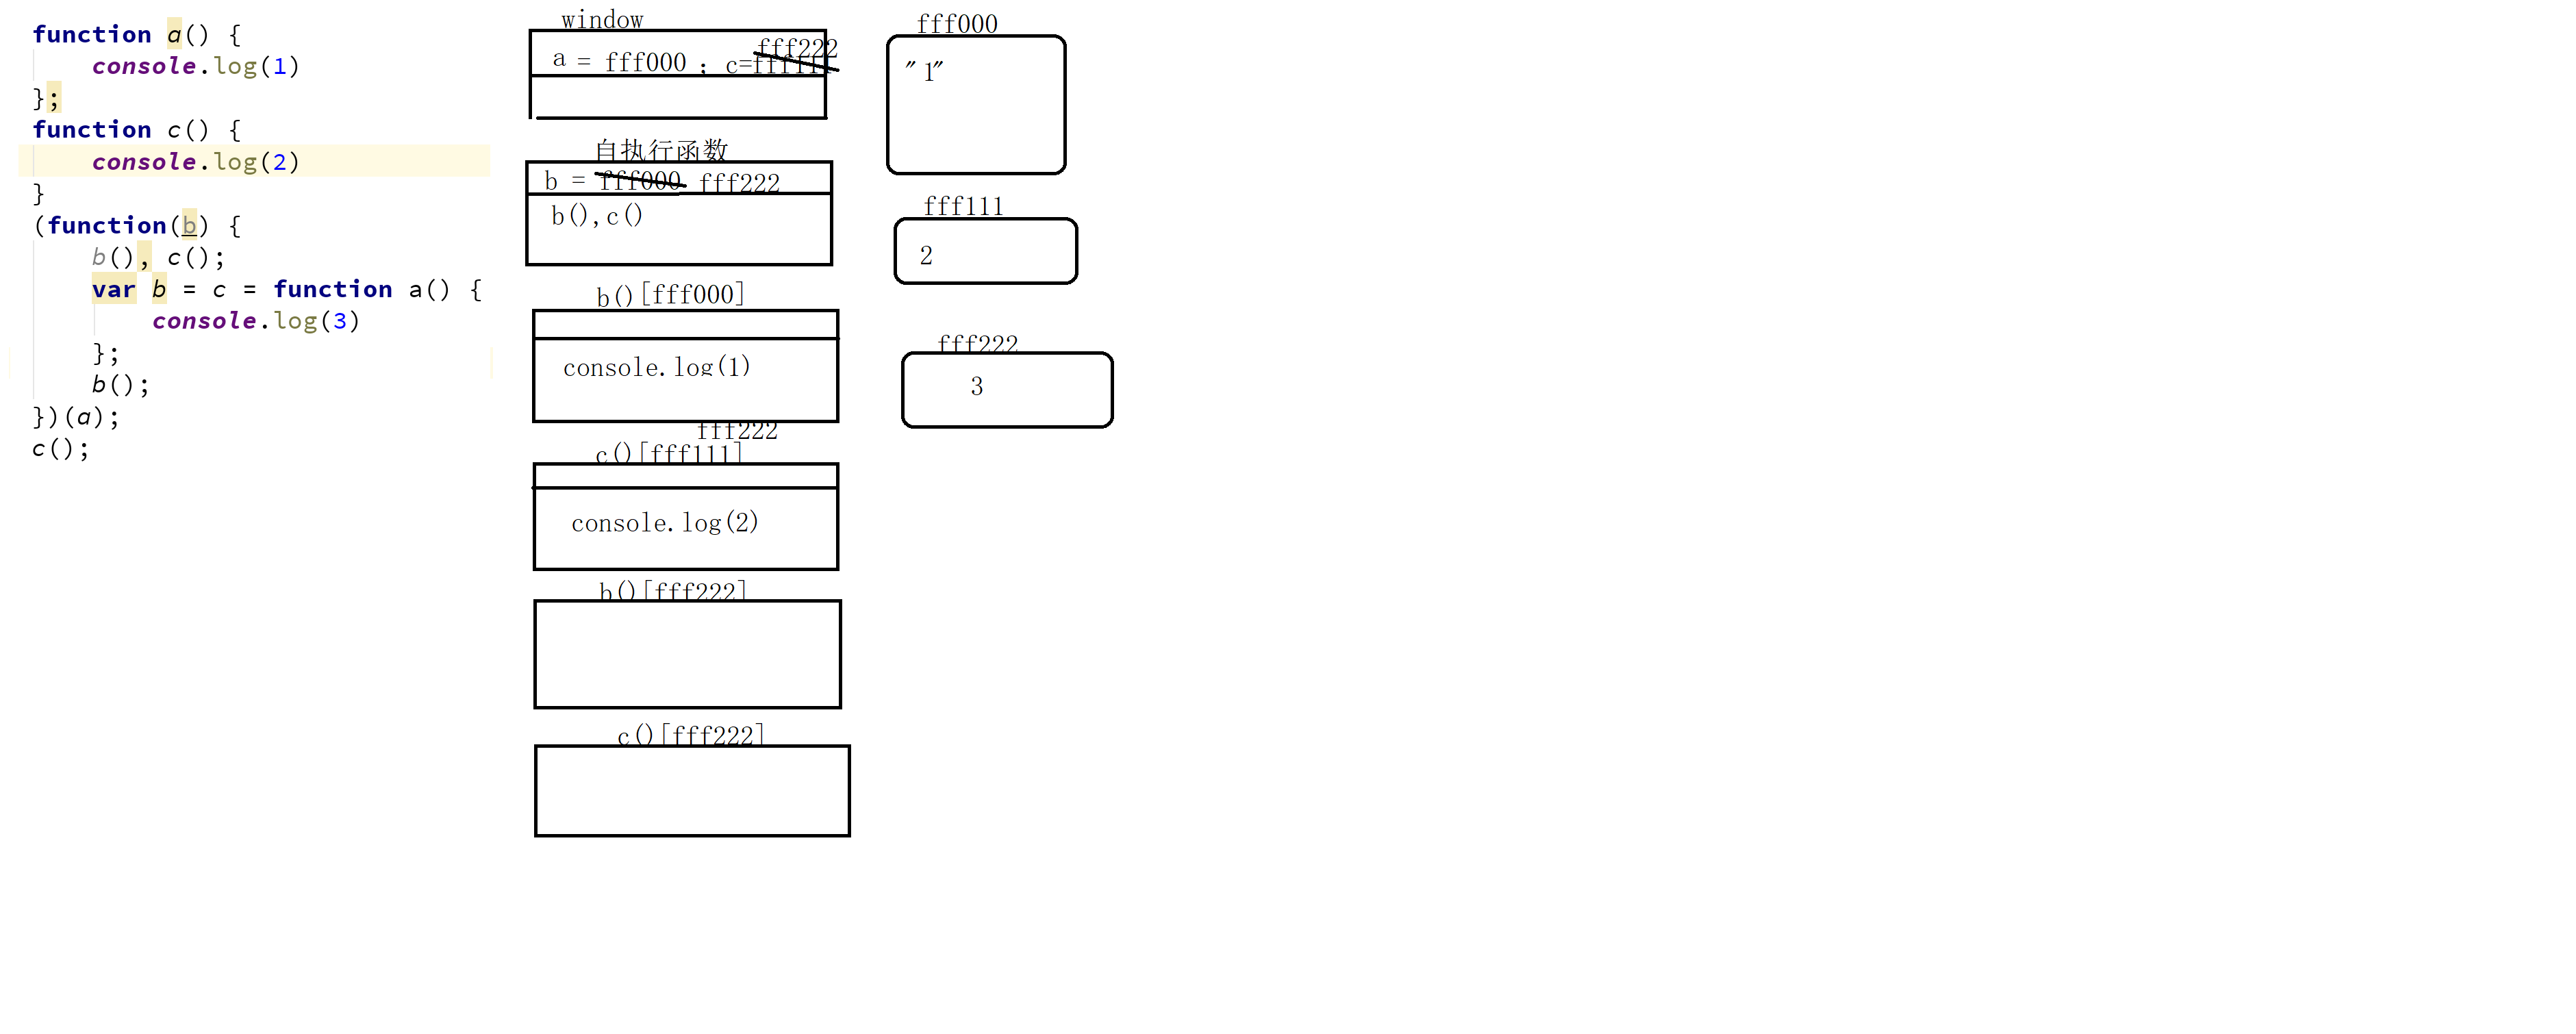 function a() {
console.log(1)
};
function c() {
console.log(2)
}
(function(b) {
b(), c();
var b = c = function a() {
console.log(3)
};
b();
})(a);
c();
window
fff222
a = fff000 ; c=fff111
自执行函数
b = fff000 fff222
b(),c()
b()[fff000]
console.log(1)
fff222
c()[fff111]
console.log(2)
b()[fff222]
c()[fff222]
fff000
"1"
fff111
2
fff222
3